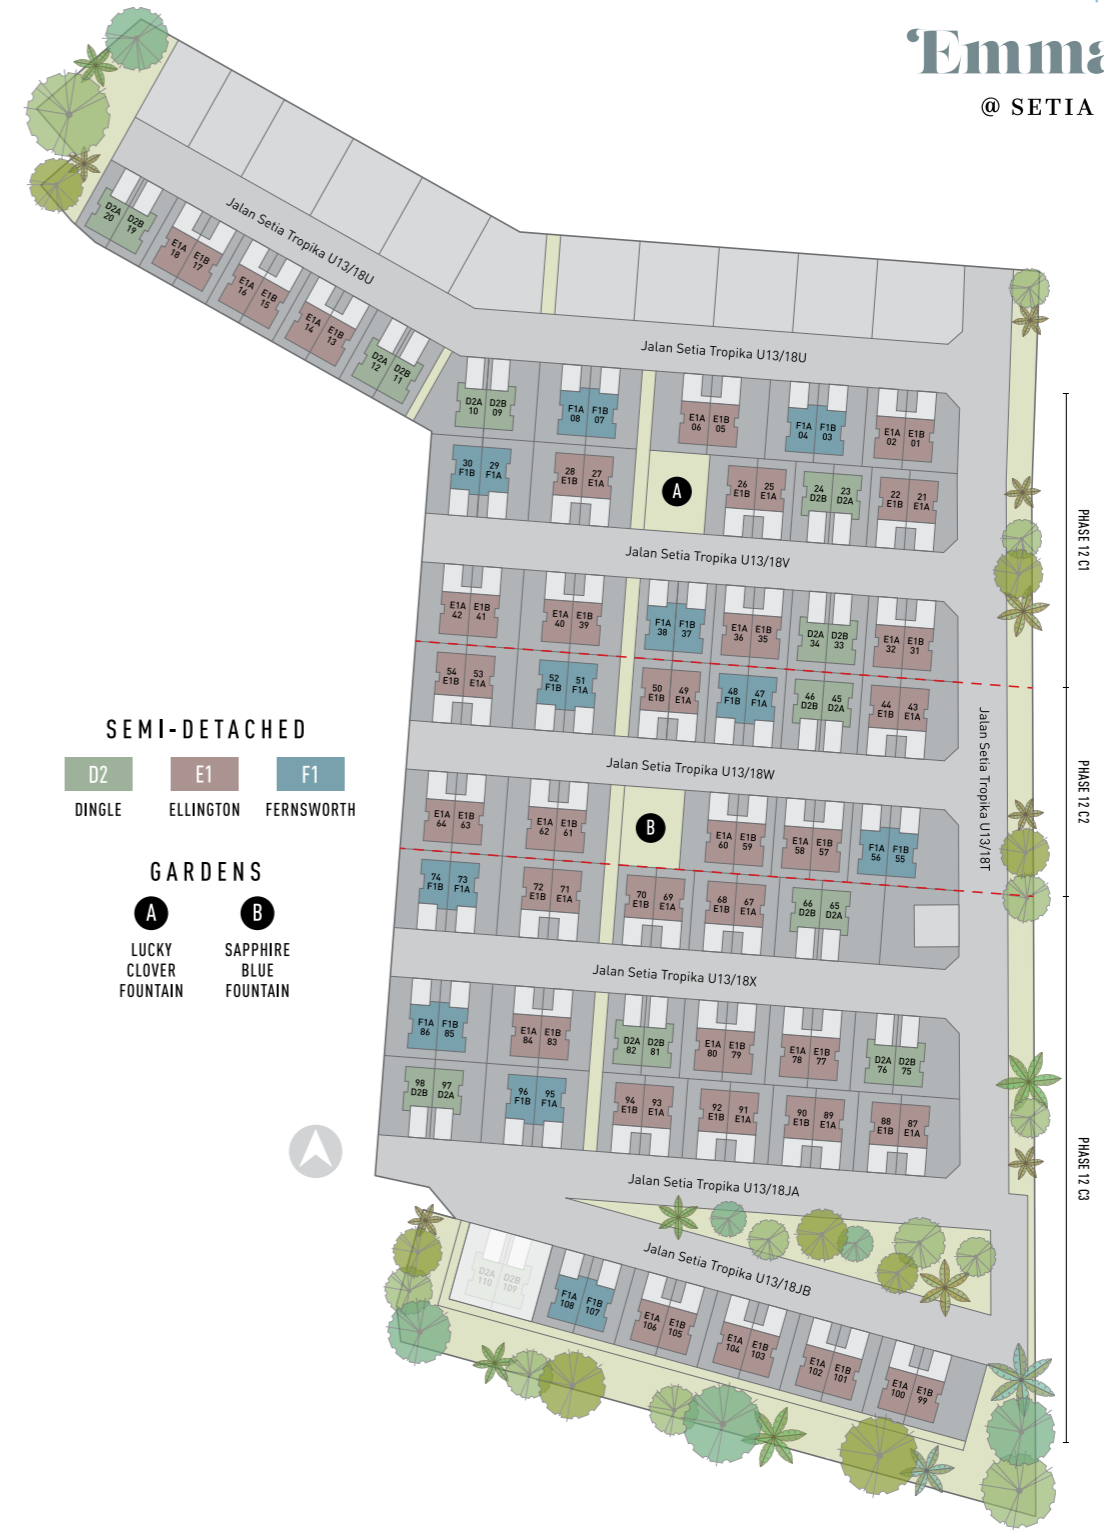 Emma
@ SETIA
Jalan Setia Tropika U13/18U
D2A
20
D2B
19
E1A
18
E1B
17
E1A
16
E1B
15
E1A
14
E1B
13
D2A
12
D2B
11
Jalan Setia Tropika U13/18U
D2A
10
D2B
09
F1A
08
F1B
07
E1A
06
E1B
05
F1A
04
F1B
03
E1A
02
E1B
01
30
F1B
29
F1A
28
E1B
27
E1A
A
26
E1B
25
E1A
24
D2B
23
D2A
22
E1B
21
E1A
Jalan Setia Tropika U13/18V
PHASE 12 C1
E1A
42
E1B
41
E1A
40
E1B
39
F1A
38
F1B
37
E1A
36
E1B
35
D2A
34
D2B
33
E1A
32
E1B
31
54
E1B
53
E1A
52
F1B
51
F1A
50
E1B
49
E1A
48
F1B
47
F1A
46
D2B
45
D2A
44
E1B
43
E1A
Jalan Setia Tropika U13/18W
Jalan Setia Tropika U13/18T
PHASE 12 C2
SEMI-DETACHED
D2
E1
F1
DINGLE
ELLINGTON
FERNSWORTH
GARDENS
A
B
LUCKY
CLOVER
FOUNTAIN
SAPPHIRE
BLUE
FOUNTAIN
E1A
64
E1B
63
E1A
62
E1B
61
B
E1A
60
E1B
59
E1A
58
E1B
57
F1A
56
F1B
55
74
F1B
73
F1A
72
E1B
71
E1A
70
E1B
69
E1A
68
E1B
67
E1A
66
D2B
65
D2A
Jalan Setia Tropika U13/18X
F1A
86
F1B
85
E1A
84
E1B
83
D2A
82
D2B
81
E1A
80
E1B
79
E1A
78
E1B
77
D2A
76
D2B
75
98
D2B
97
D2A
96
F1B
95
F1A
94
E1B
93
E1A
92
E1B
91
E1A
90
E1B
89
E1A
88
E1B
87
E1A
PHASE 12 C3
Jalan Setia Tropika U13/18JA
Jalan Setia Tropika U13/18JB
D2A
110
D2B
109
F1A
108
F1B
107
E1A
106
E1B
105
E1A
104
E1B
103
E1A
102
E1B
101
E1A
100
E1B
99